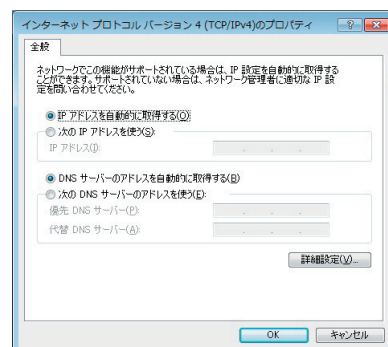 インターネット プロトコル バージョン 4 (TCP/IPv4)のプロパティ
全般
ネットワークでこの機能がサポートされている場合は、IP 設定を自動的に取得する
ことができます。サポートされていない場合は、ネットワーク管理者に適切な IP 設
定を問い合わせてください。
IP アドレスを自動的に取得する(O)
次の IP アドレスを使う(S):
IP アドレス(I):
DNS サーバーのアドレスを自動的に取得する(B)
次の DNS サーバーのアドレスを使う(E):
優先 DNS サーバー(P):
代替 DNS サーバー(A):
詳細設定(V)...
OK
キャンセル